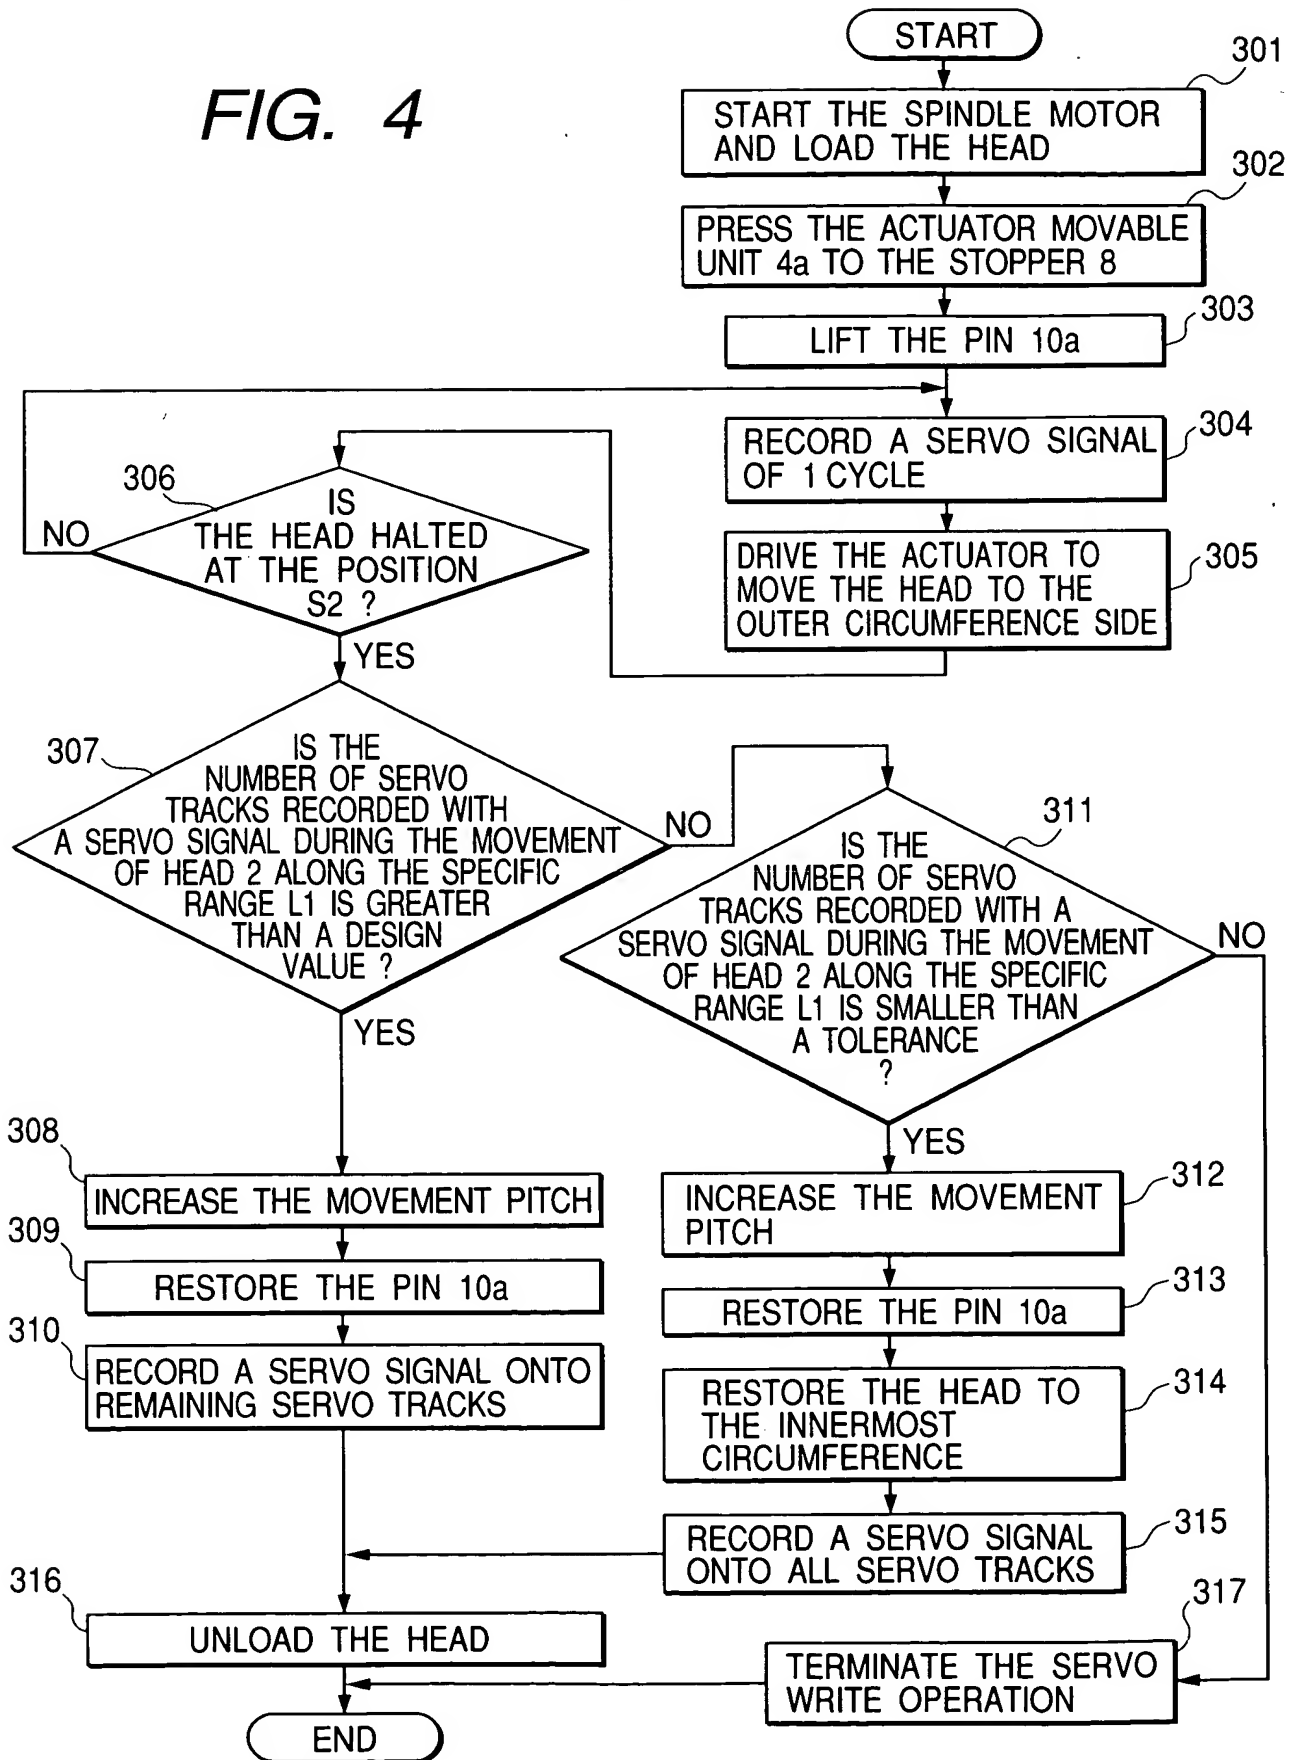 FIG. 4
START
301
START THE SPINDLE MOTOR
AND LOAD THE HEAD
302
PRESS THE ACTUATOR MOVABLE
UNIT 4a TO THE STOPPER 8
303
LIFT THE PIN 10a
304
RECORD A SERVO SIGNAL
OF 1 CYCLE
305
DRIVE THE ACTUATOR TO
MOVE THE HEAD TO THE
OUTER CIRCUMFERENCE SIDE
306
IS
THE HEAD HALTED
AT THE POSITION
S2 ?
NO
YES
307
IS THE
NUMBER OF SERVO
TRACKS RECORDED WITH
A SERVO SIGNAL DURING THE MOVEMENT
OF HEAD 2 ALONG THE SPECIFIC
RANGE L1 IS GREATER
THAN A DESIGN
VALUE ?
NO
YES
311
IS THE
NUMBER OF SERVO
TRACKS RECORDED WITH A
SERVO SIGNAL DURING THE MOVEMENT
OF HEAD 2 ALONG THE SPECIFIC
RANGE L1 IS SMALLER THAN
A TOLERANCE
?
NO
YES
308
INCREASE THE MOVEMENT PITCH
309
RESTORE THE PIN 10a
310
RECORD A SERVO SIGNAL ONTO
REMAINING SERVO TRACKS
312
INCREASE THE MOVEMENT
PITCH
313
RESTORE THE PIN 10a
314
RESTORE THE HEAD TO
THE INNERMOST
CIRCUMFERENCE
315
RECORD A SERVO SIGNAL
ONTO ALL SERVO TRACKS
316
UNLOAD THE HEAD
317
TERMINATE THE SERVO
WRITE OPERATION
END